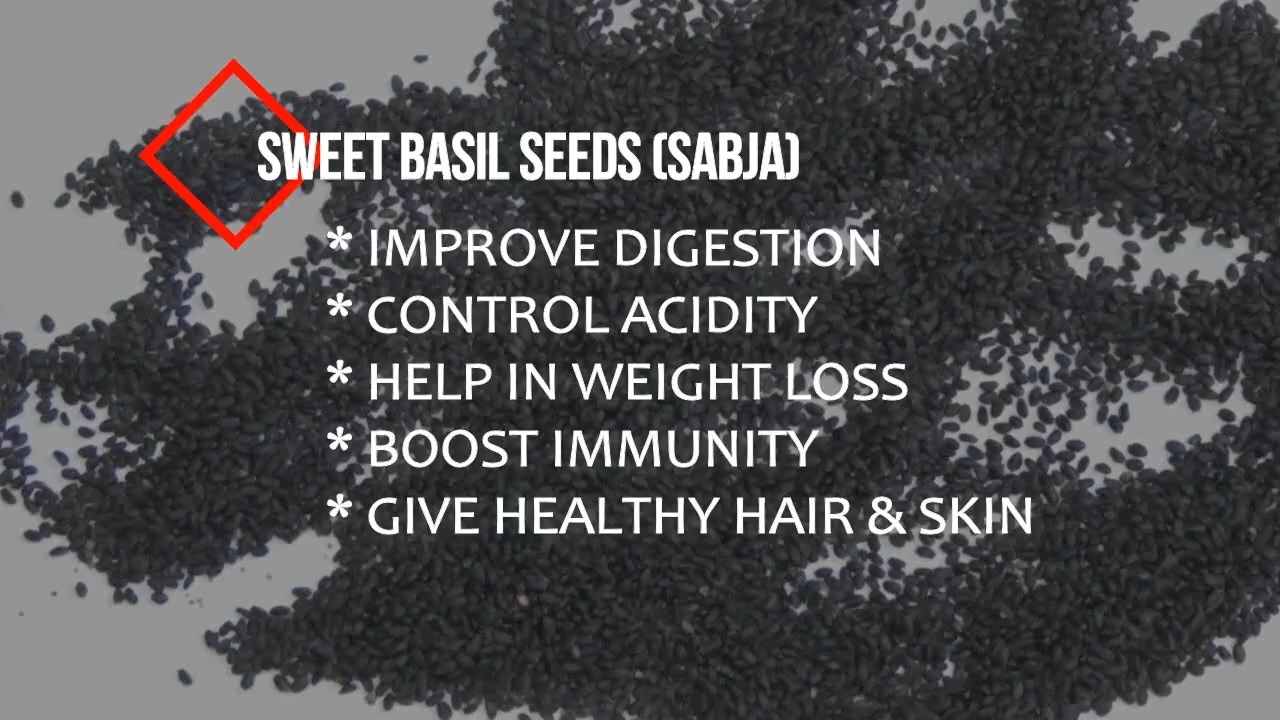 SWEET BASIL SEEDS (SABJA)
* IMPROVE DIGESTION
* CONTROL ACIDITY
* HELP IN WEIGHT LOSS
* BOOST IMMUNITY
* GIVE HEALTHY HAIR & SKIN